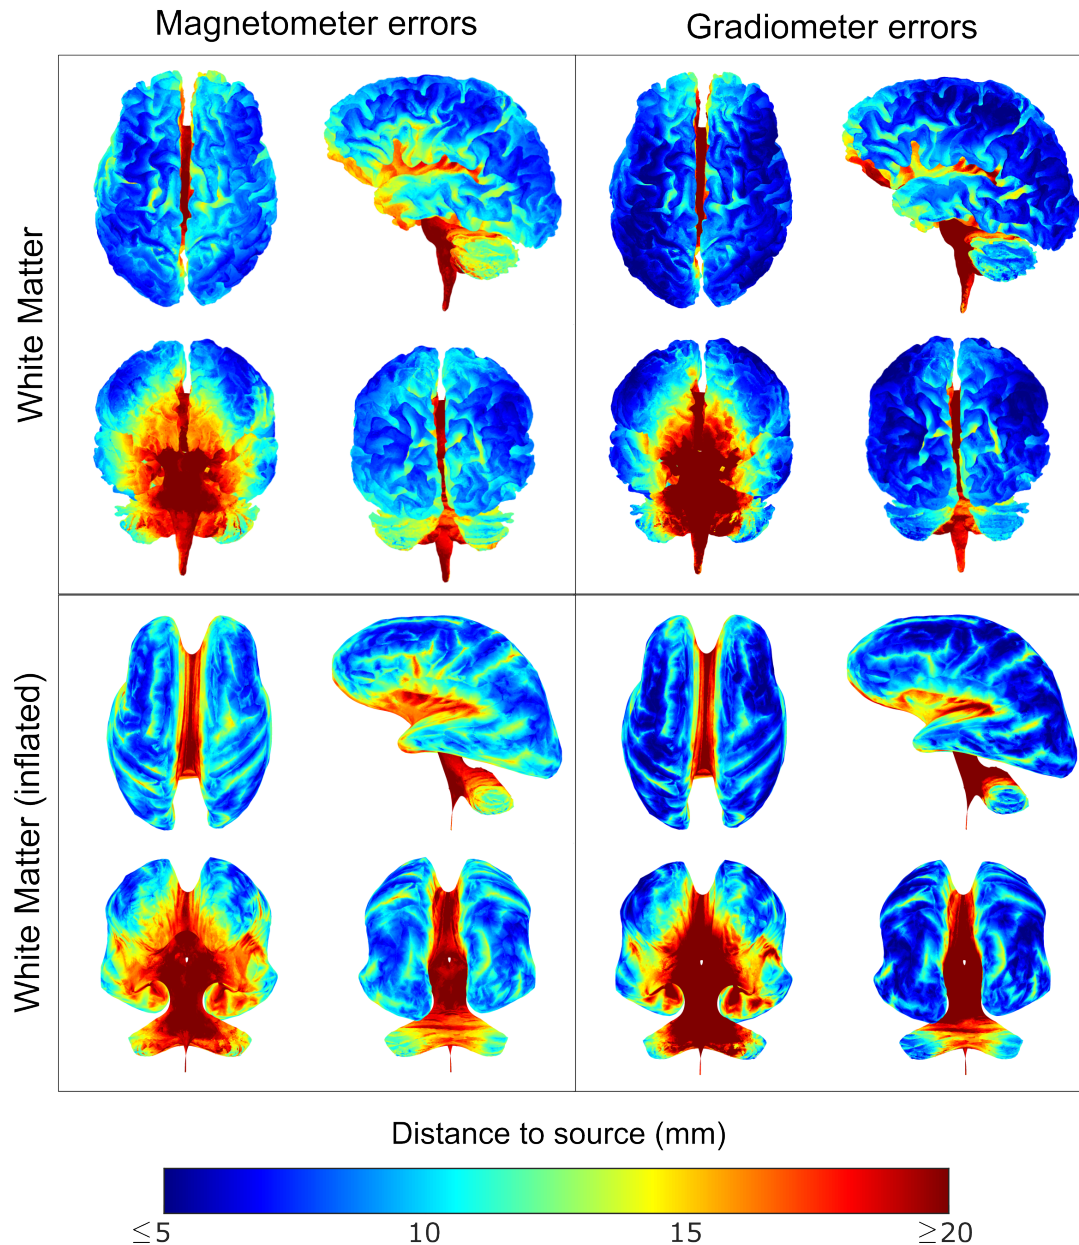 Magnetometer errors
Gradiometer errors
White Matter
White Matter (inflated)
Distance to source (mm)
≤5 10 15 ≥20